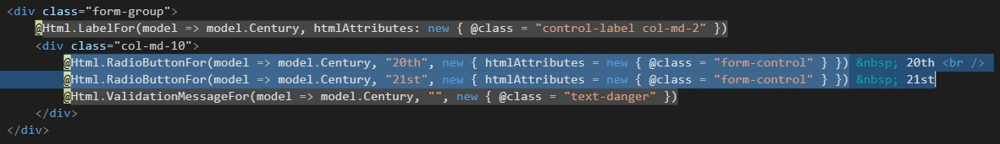 <div class="form-group">
@Html.LabelFor(model => model.Century, htmlAttributes: new { @class = "control-label col-md-2" })
<div class="col-md-10">
@Html.RadioButtonFor(model => model.Century, "20th", new { htmlAttributes = new { @class = "form-control" } }) &nbsp; 20th <br />
@Html.RadioButtonFor(model => model.Century, "21st", new { htmlAttributes = new { @class = "form-control" } }) &nbsp; 21st
@Html.ValidationMessageFor(model => model.Century, "", new { @class = "text-danger" })
</div>
</div>